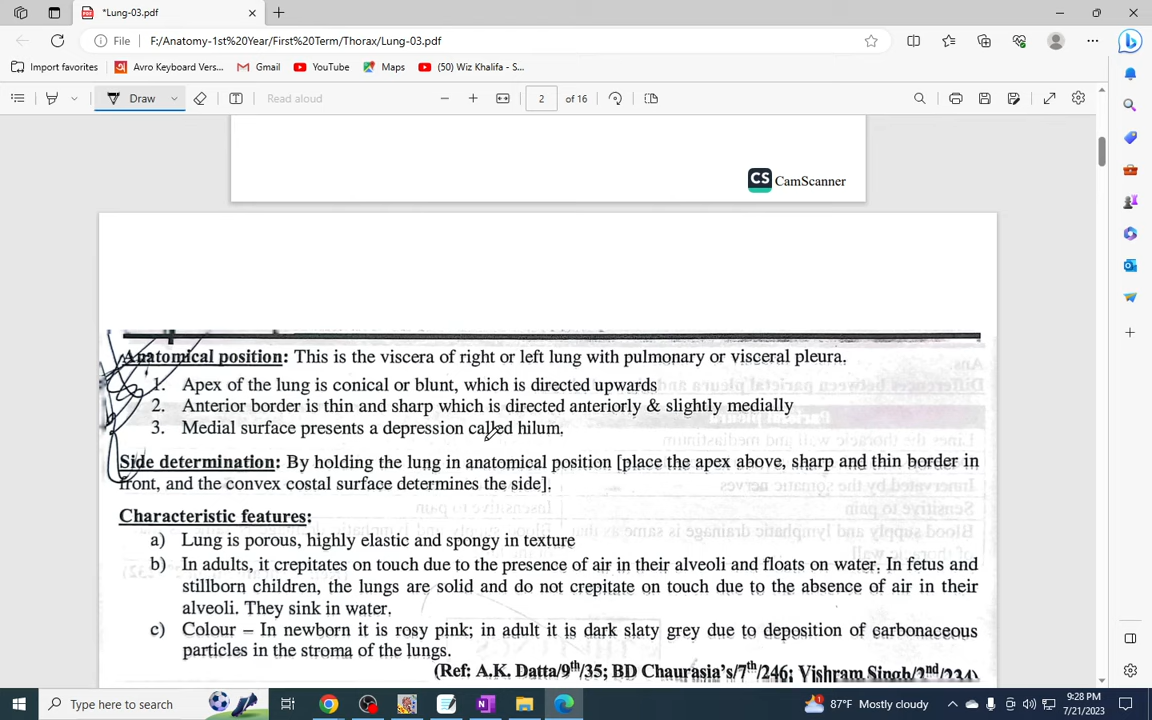 *Lung-03.pdf
File F:/Anatomy-1st%20Year/First%20Term/Thorax/Lung-03.pdf
Import favorites Avro Keyboard Vers... Gmail YouTube Maps (50) Wiz Khalifa - S...
Draw Read aloud 2 of 16
CS CamScanner
Anatomical position: This is the viscera of right or left lung with pulmonary or visceral pleura.
1. Apex of the lung is conical or blunt, which is directed upwards
2. Anterior border is thin and sharp which is directed anteriorly & slightly medially
3. Medial surface presents a depression called hilum.
Side determination: By holding the lung in anatomical position [place the apex above, sharp and thin border in
front, and the convex costal surface determines the side].
Characteristic features:
a) Lung is porous, highly elastic and spongy in texture
b) In adults, it crepitates on touch due to the presence of air in their alveoli and floats on water. In fetus and
stillborn children, the lungs are solid and do not crepitate on touch due to the absence of air in their
alveoli. They sink in water.
c) Colour – In newborn it is rosy pink; in adult it is dark slaty grey due to deposition of carbonaceous
particles in the stroma of the lungs.
(Ref: A.K. Datta/9th/35; BD Chaurasia's/7th/246; Vishram Singh/2nd/234)
Type here to search 87°F Mostly cloudy 9:28 PM
7/21/2023